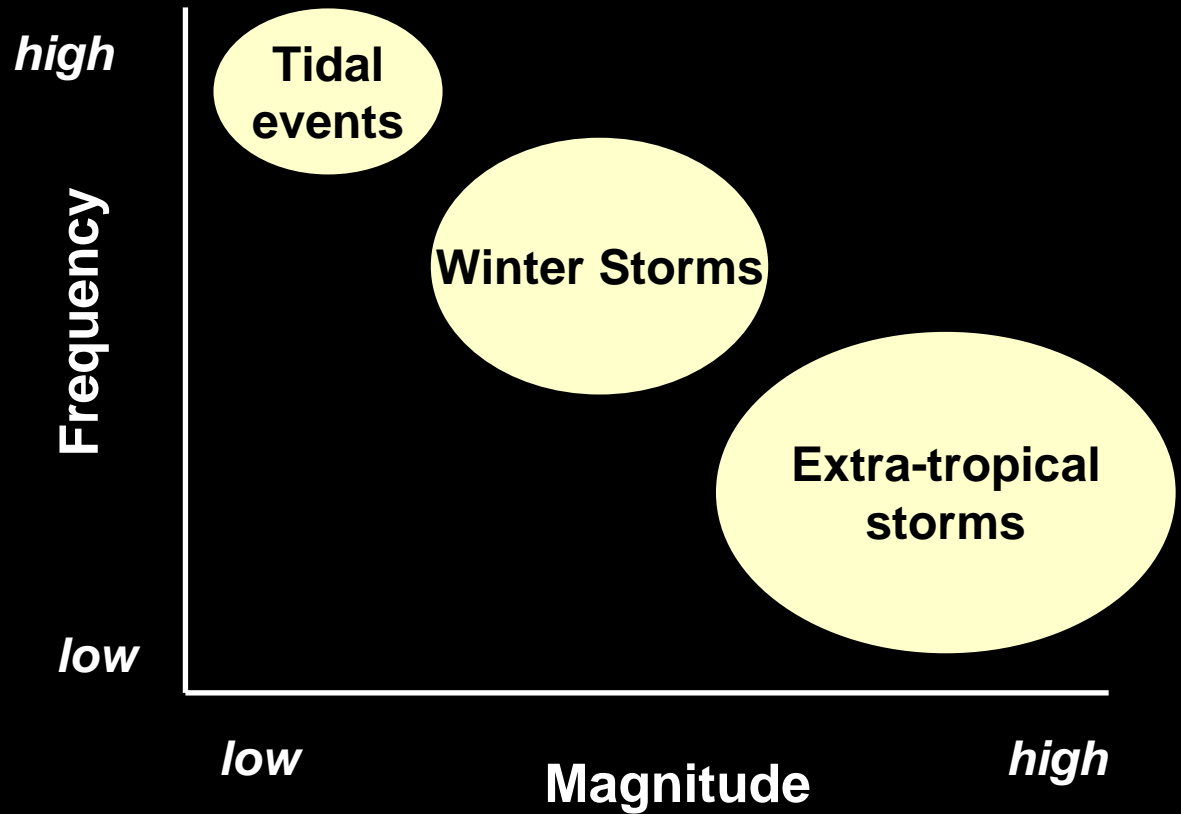 high
Tidal
events
Frequency
Winter Storms
Extra-tropical
storms
low
low
high
Magnitude